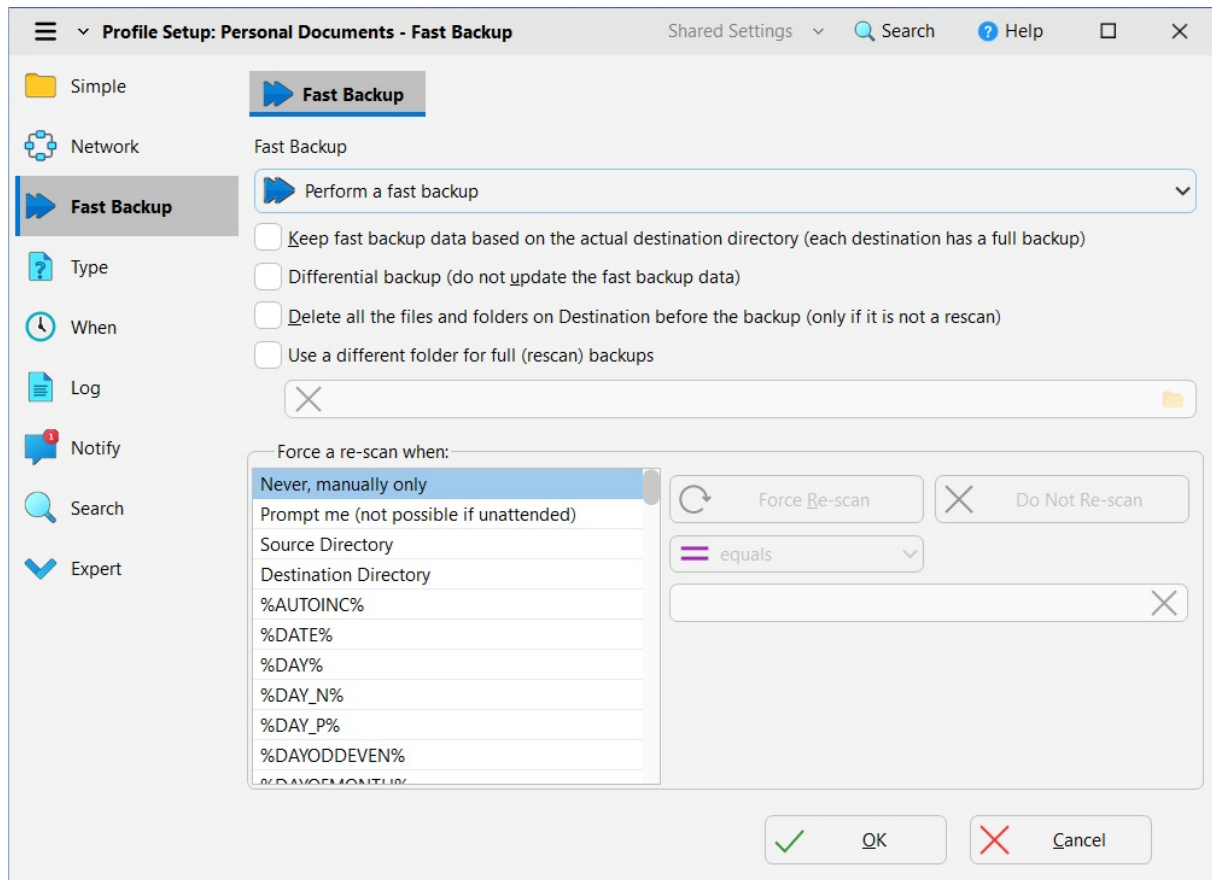 Profile Setup: Personal Documents - Fast Backup
Shared Settings
Search
Help
Simple
Network
Fast Backup
Type
When
Log
1
Notify
Search
Expert
Fast Backup
Fast Backup
Perform a fast backup
Keep fast backup data based on the actual destination directory (each destination has a full backup)
Differential backup (do not update the fast backup data)
Delete all the files and folders on Destination before the backup (only if it is not a rescan)
Use a different folder for full (rescan) backups
Force a re-scan when:
Never, manually only
Prompt me (not possible if unattended)
Source Directory
Destination Directory
%AUTOINC%
%DATE%
%DAY%
%DAY_N%
%DAY_P%
%DAYODDEVEN%
%DAYOFMONTH%
Force Re-scan
Do Not Re-scan
equals
OK
Cancel